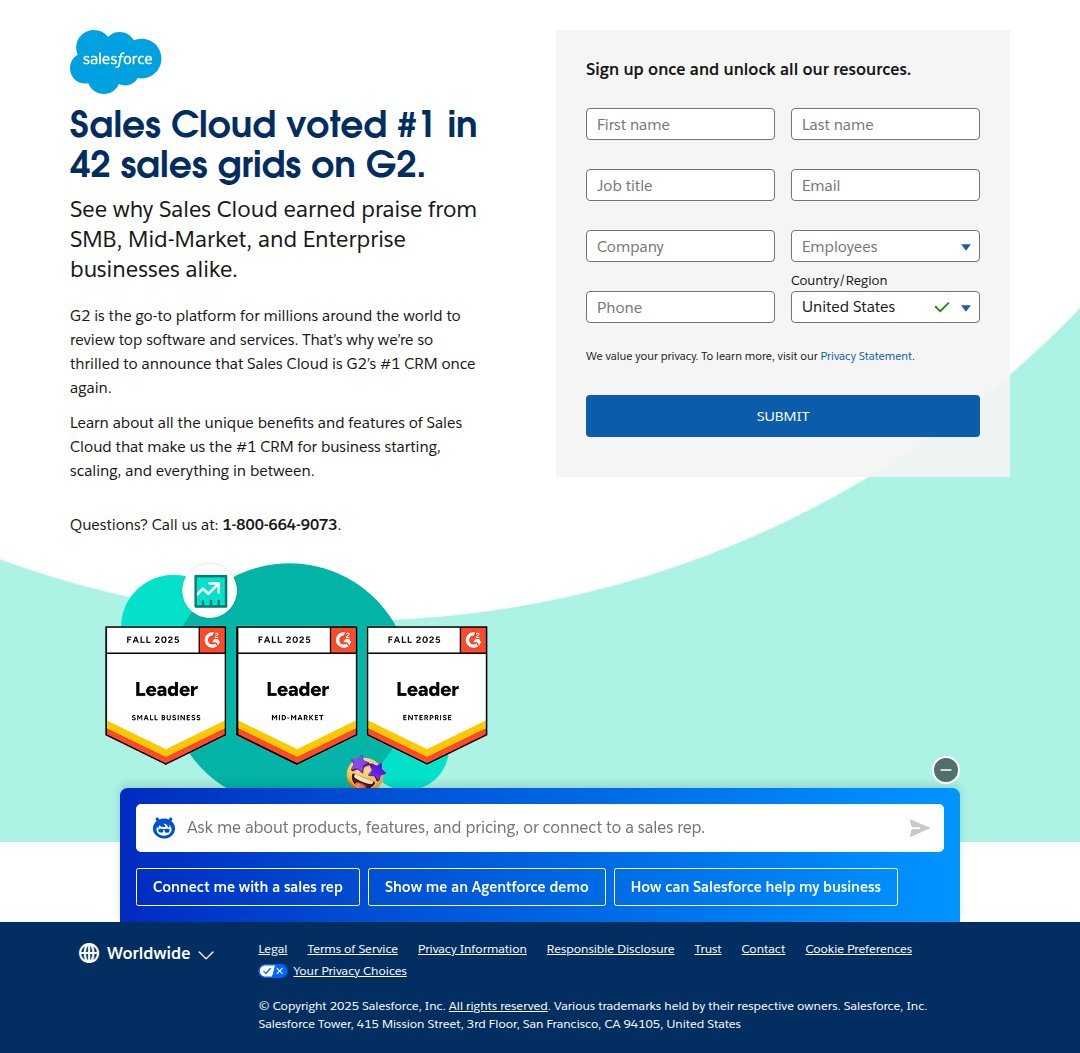 salesforce
Sales Cloud voted #1 in
42 sales grids on G2.
See why Sales Cloud earned praise from
SMB, Mid-Market, and Enterprise
businesses alike.
G2 is the go-to platform for millions around the world to
review top software and services. That’s why we’re so
thrilled to announce that Sales Cloud is G2’s #1 CRM once
again.
Learn about all the unique benefits and features of Sales
Cloud that make us the #1 CRM for business starting,
scaling, and everything in between.
Questions? Call us at: 1-800-664-9073.
Sign up once and unlock all our resources.
First name
Last name
Job title
Email
Company
Employees
Country/Region
Phone
United States
We value your privacy. To learn more, visit our Privacy Statement.
SUBMIT
FALL 2025 G2
Leader
SMALL BUSINESS
FALL 2025 G2
Leader
MID-MARKET
FALL 2025 G2
Leader
ENTERPRISE
Ask me about products, features, and pricing, or connect to a sales rep.
Connect me with a sales rep
Show me an Agentforce demo
How can Salesforce help my business
Worldwide
Legal Terms of Service Privacy Information Responsible Disclosure Trust Contact Cookie Preferences
Your Privacy Choices
© Copyright 2025 Salesforce, Inc. All rights reserved. Various trademarks held by their respective owners. Salesforce, Inc.
Salesforce Tower, 415 Mission Street, 3rd Floor, San Francisco, CA 94105, United States